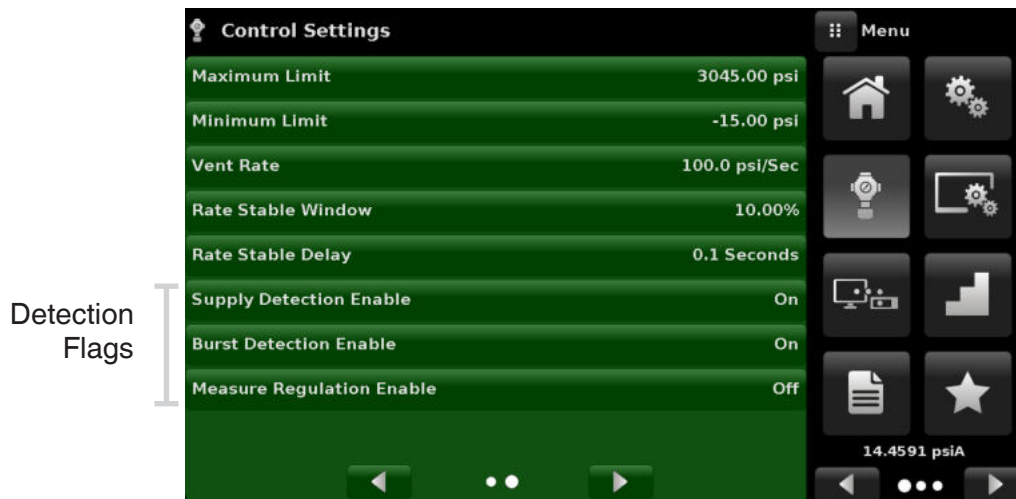 Control Settings
Menu
Maximum Limit 3045.00 psi
Minimum Limit -15.00 psi
Vent Rate 100.0 psi/Sec
Rate Stable Window 10.00%
Rate Stable Delay 0.1 Seconds
Detection
Flags
Supply Detection Enable On
Burst Detection Enable On
Measure Regulation Enable Off
14.4591 psiA